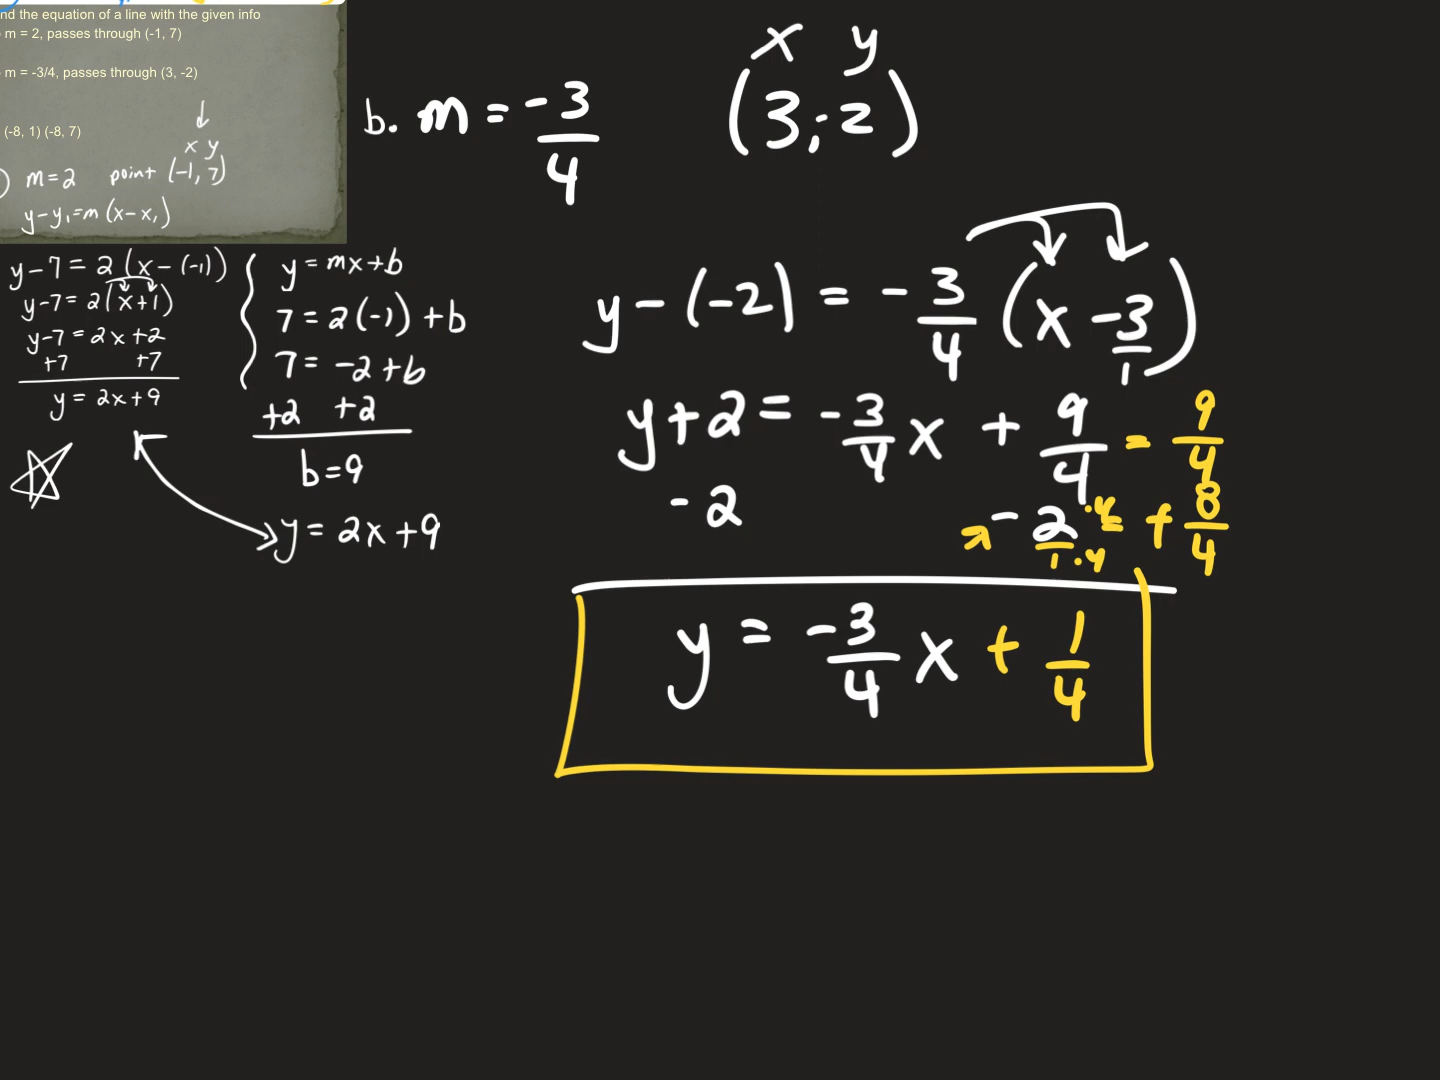 nd the equation of a line with the given info
m = 2, passes through (-1, 7)
m = -3/4, passes through (3, -2)
(-8, 1) (-8, 7)
x y
) m=2 point (-1, 7)
y-y₁=m(x-x₁)
y-7=2(x-(-1))
y-7=2(x+1)
y-7=2x+2
+7 +7
y=2x+9
y=mx+b
7=2(-1)+b
7=-2+b
+2 +2
b=9
y=2x+9
x y
b. m=-3/4 (3,-2)
y-(-2)=-3/4(x-3/1)
y+2=-3/4x+9/4=9/4
-2 -2/1 ·4/·4 = + 8/4
y=-3/4x+1/4